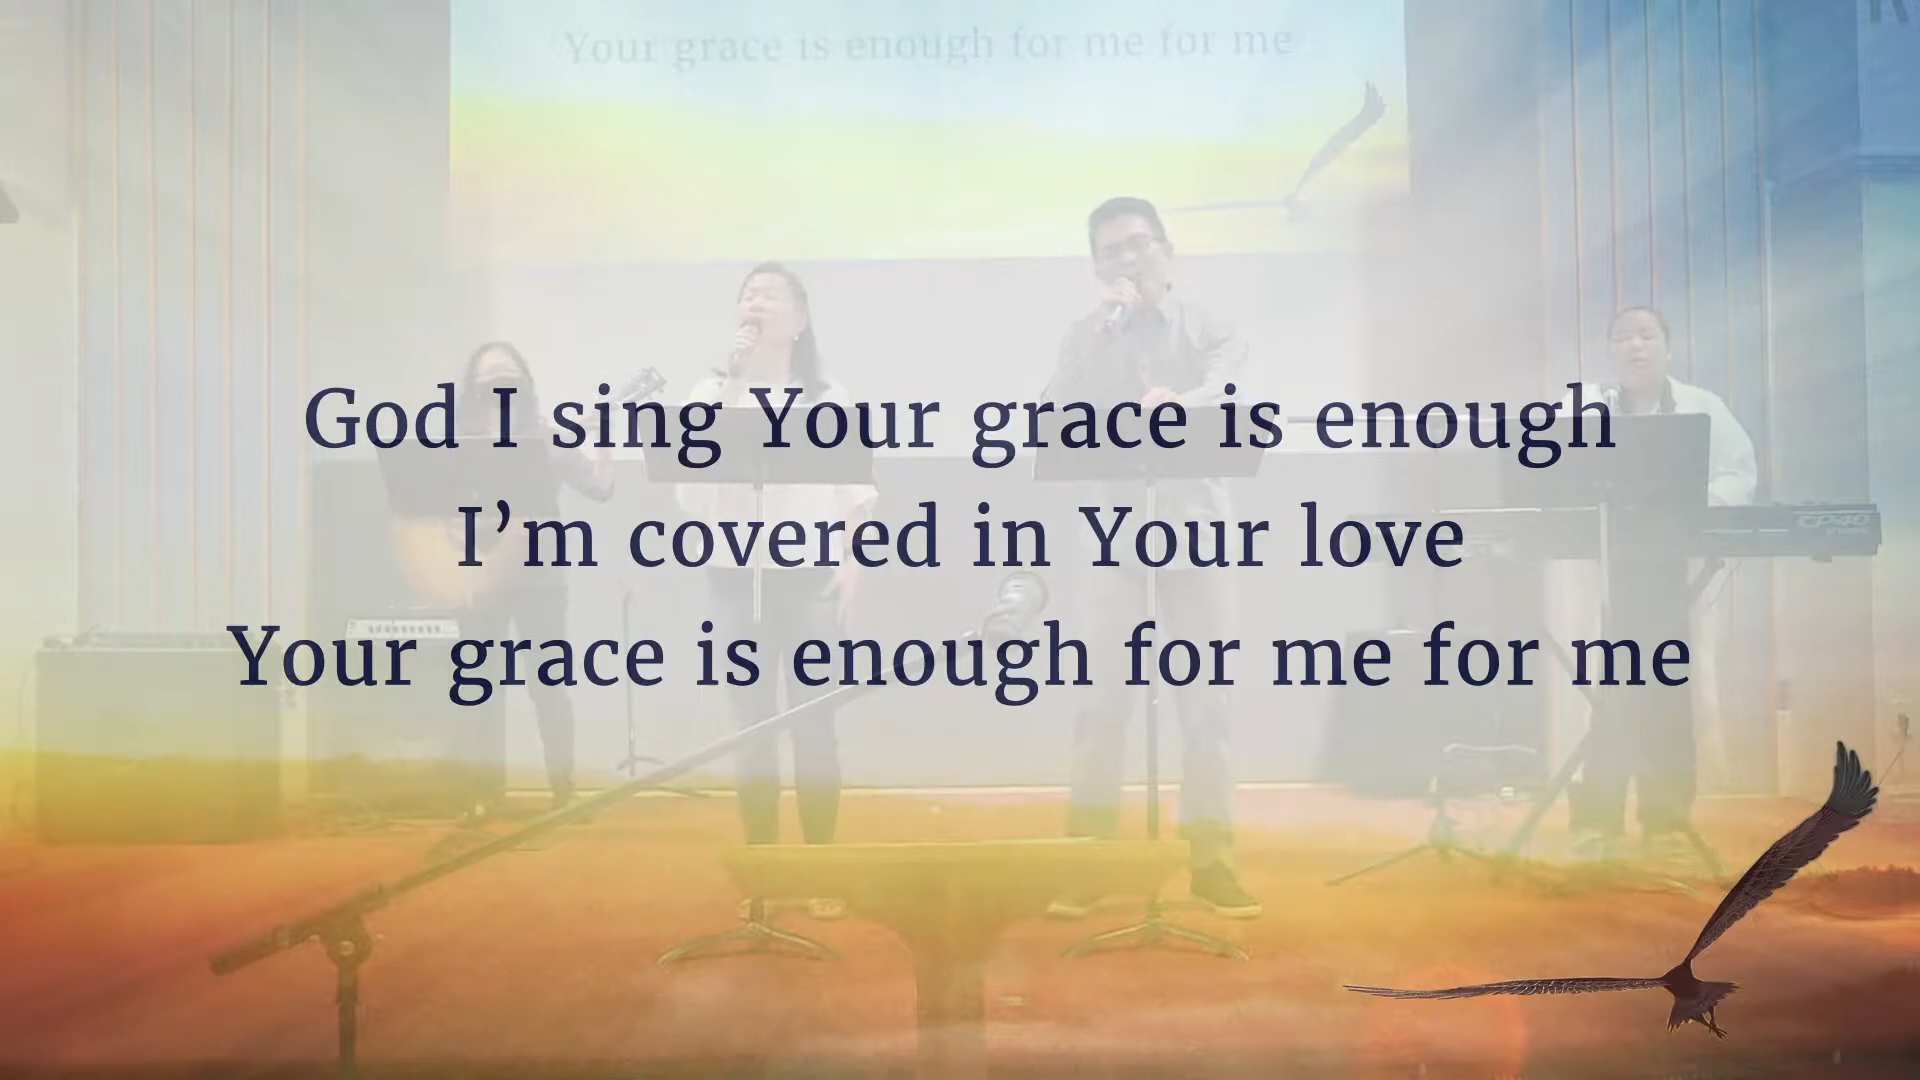 Your grace is enough for me for me
God I sing Your grace is enough
I’m covered in Your love
Your grace is enough for me for me
CP40